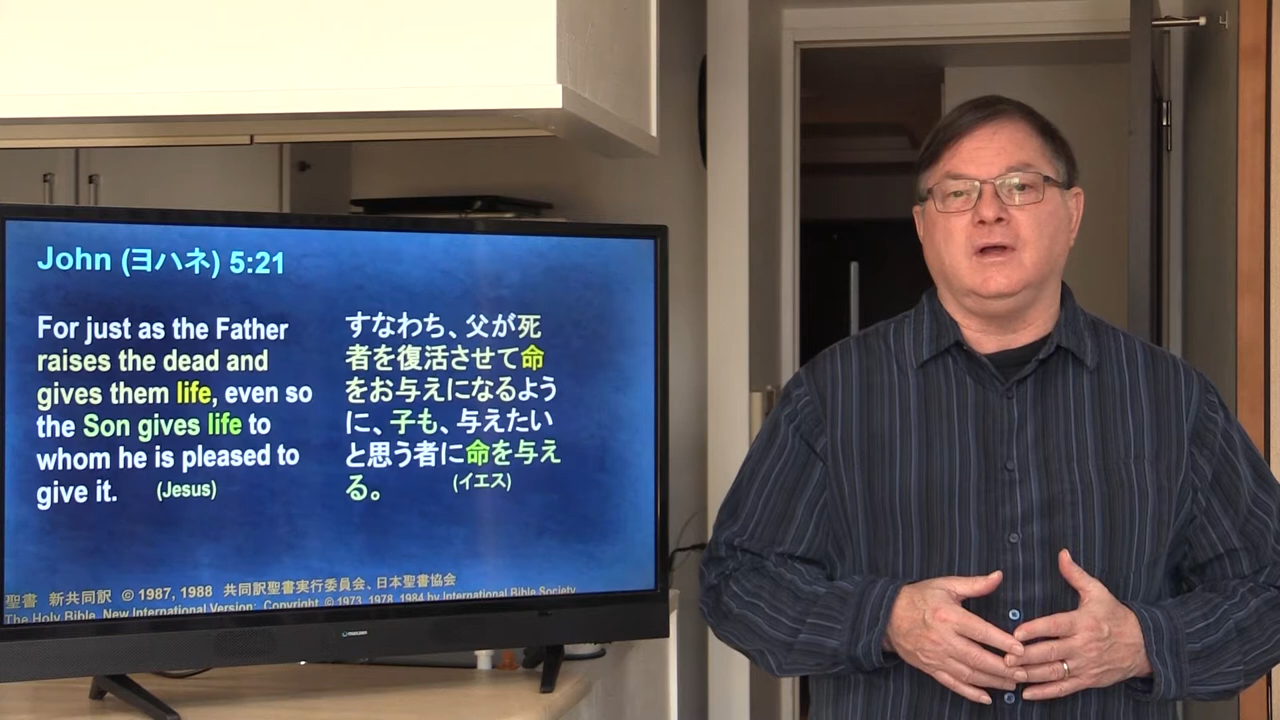 John (ヨハネ) 5:21
For just as the Father
raises the dead and
gives them life, even so
the Son gives life to
whom he is pleased to
give it. (Jesus)
すなわち、父が死
者を復活させて命
をお与えになるよう
に、子も、与えたい
と思う者に命を与え
る。 (イエス)
聖書 新共同訳 © 1987, 1988 共同訳聖書実行委員会、日本聖書協会
The Holy Bible, New International Version; Copyright © 1973, 1978, 1984 by International Bible Society
maxzen